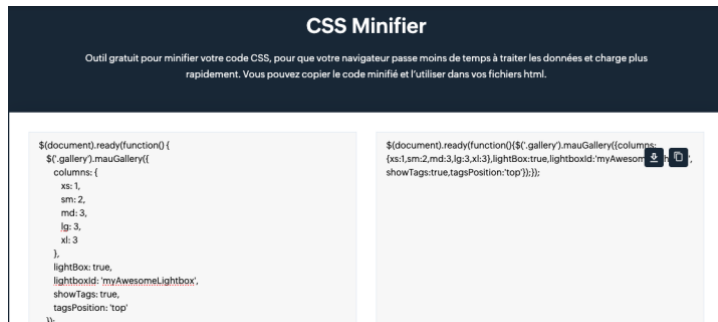 CSS Minifier
Outil gratuit pour minifier votre code CSS, pour que votre navigateur passe moins de temps à traiter les données et charge plus
rapidement. Vous pouvez copier le code minifié et l'utiliser dans vos fichiers html.
$(document).ready(function() {
$('.gallery').mauGallery({
columns: {
xs: 1,
sm: 2,
md: 3,
lg: 3,
xl: 3
},
lightBox: true,
lightboxId: 'myAwesomeLightbox',
showTags: true,
tagsPosition: 'top'
});
$(document).ready(function(){$('.gallery').mauGallery({columns:
{xs:1,sm:2,md:3,lg:3,xl:3},lightBox:true,lightboxId:
showTags:true,tagsPosition:'top'});});